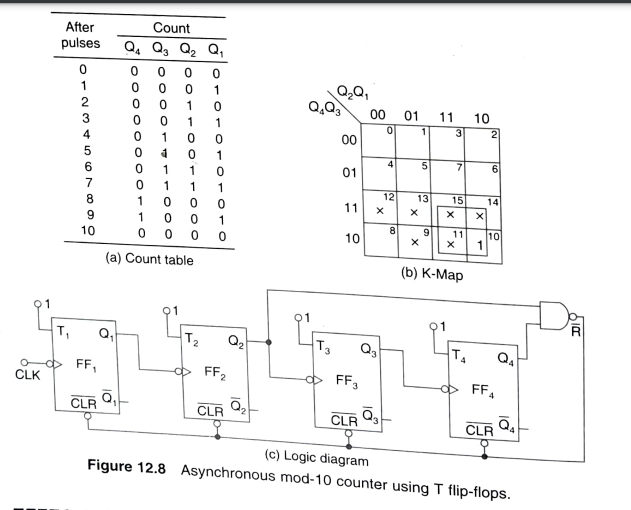 After Count
pulses Q₄ Q₃ Q₂ Q₁
0 0 0 0 0
1 0 0 0 1
2 0 0 1 0
3 0 0 1 1
4 0 1 0 0
5 0 1 0 1
6 0 1 1 0
7 0 1 1 1
8 1 0 0 0
9 1 0 0 1
10 0 0 0 0
(a) Count table
Q₂Q₁
Q₄Q₃ 00 01 11 10
00 0 1 3 2
01 4 5 7 6
11 12 13 15 14
× × × ×
10 8 9 11 10
× × 1
(b) K-Map
1 1 1 1
T₁ Q₁ T₂ Q₂ T₃ Q₃ T₄ Q₄ R̅
CLK FF₁ FF₂ FF₃ FF₄
C̅L̅R̅ Q̅₁ C̅L̅R̅ Q̅₂ C̅L̅R̅ Q̅₃ C̅L̅R̅ Q̅₄
(c) Logic diagram
Figure 12.8 Asynchronous mod-10 counter using T flip-flops.